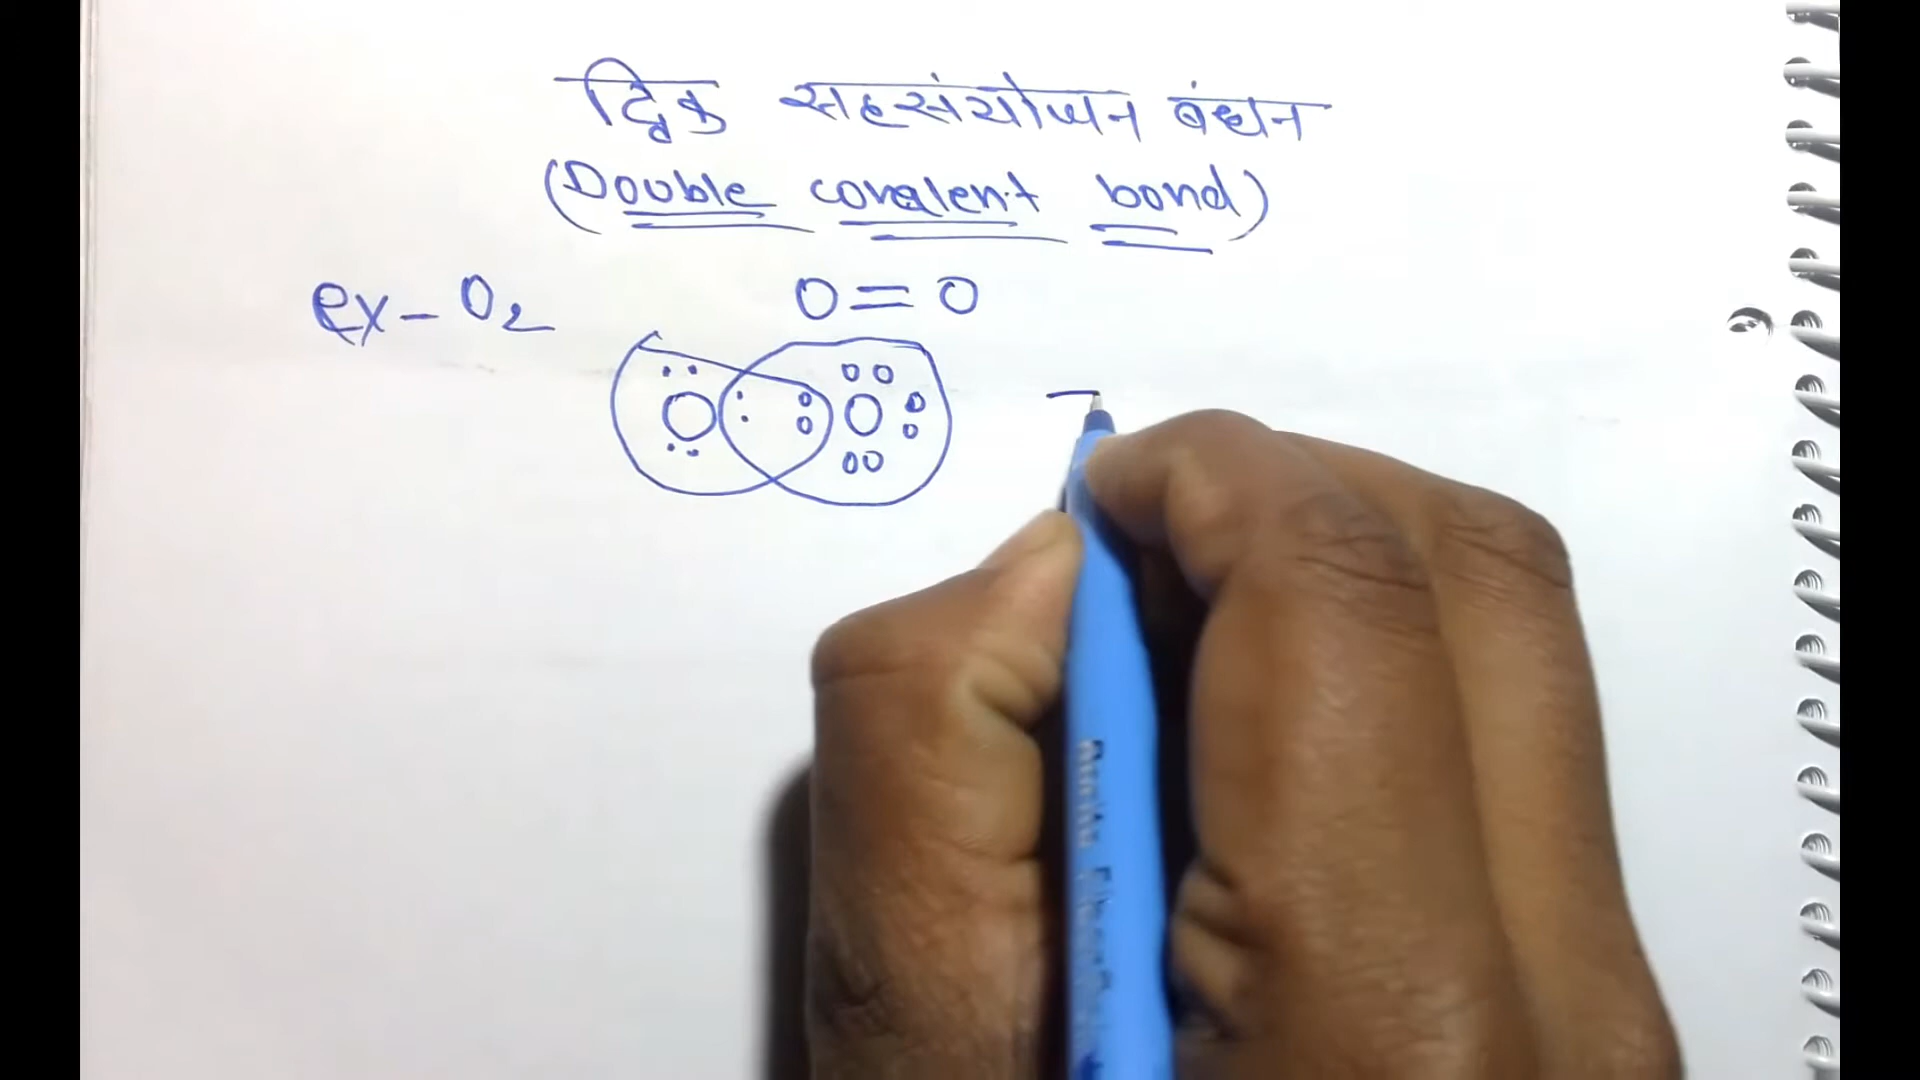 द्विक सहसंयोजन बंधन
(Double covalent bond)
ex - O2 O = O